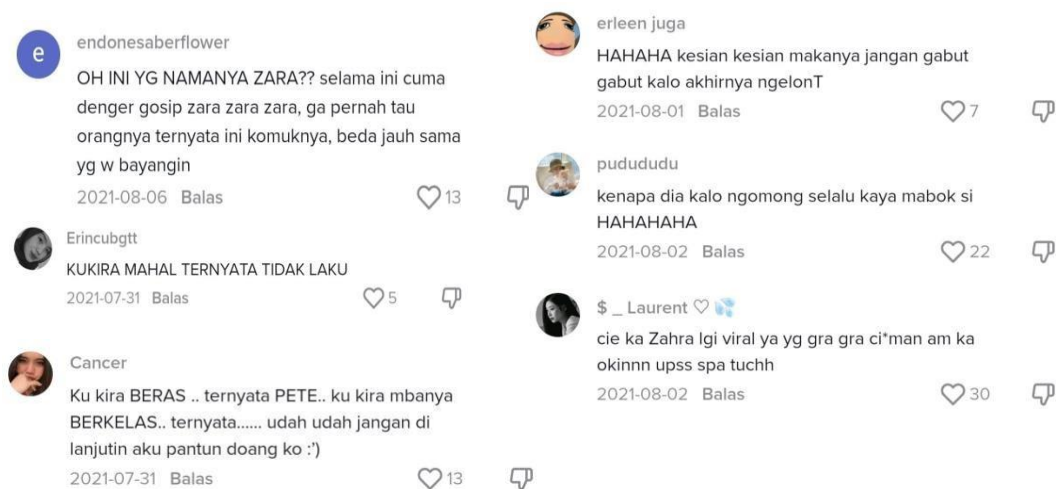 e
endonesaberflower
OH INI YG NAMANYA ZARA?? selama ini cuma
denger gosip zara zara zara, ga pernah tau
orangnya ternyata ini komuknya, beda jauh sama
yg w bayangin
2021-08-06 Balas 13
Erincubgtt
KUKIRA MAHAL TERNYATA TIDAK LAKU
2021-07-31 Balas 5
Cancer
Ku kira BERAS .. ternyata PETE.. ku kira mbanya
BERKELAS.. ternyata...... udah udah jangan di
lanjutin aku pantun doang ko :')
2021-07-31 Balas 13
erleen juga
HAHAHA kesian kesian makanya jangan gabut
gabut kalo akhirnya ngelonT
2021-08-01 Balas 7
pudududu
kenapa dia kalo ngomong selalu kaya mabok si
HAHAHAHA
2021-08-02 Balas 22
$ _ Laurent ♡ 💦
cie ka Zahra lgi viral ya yg gra gra ci*man am ka
okinnn upss spa tuchh
2021-08-02 Balas 30